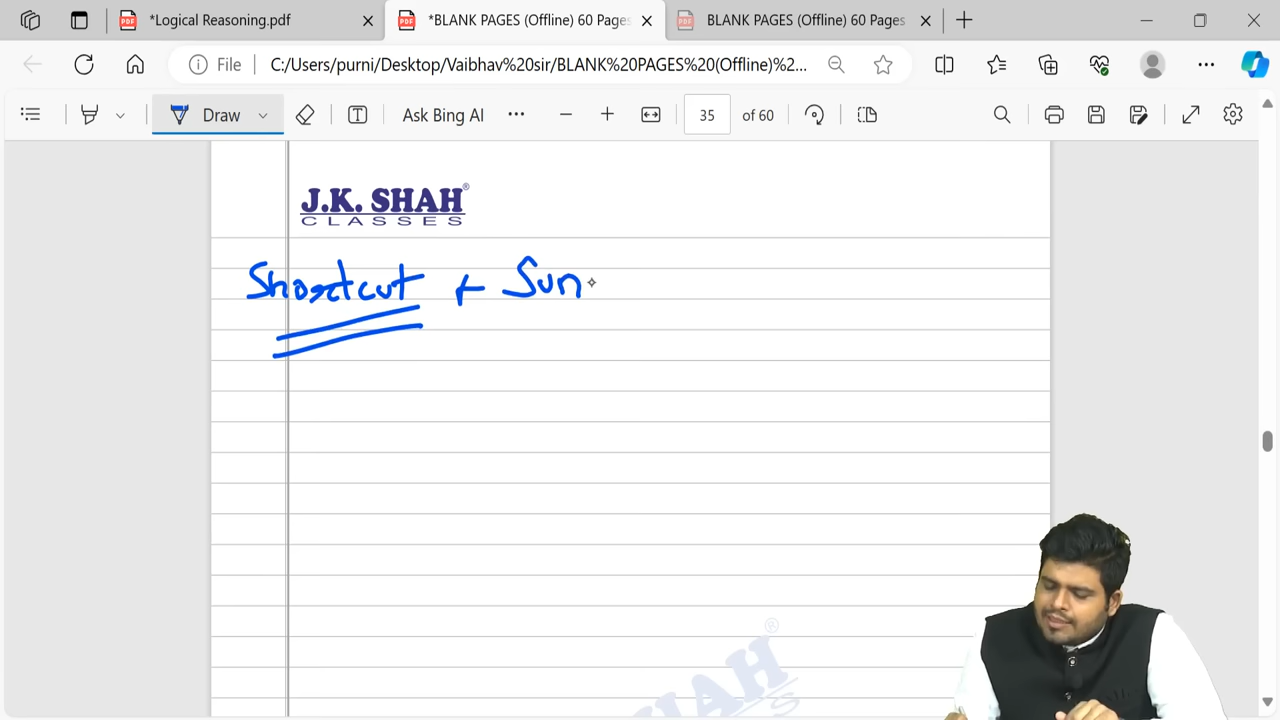 *Logical Reasoning.pdf
*BLANK PAGES (Offline) 60 Pages
BLANK PAGES (Offline) 60 Pages
File
C:/Users/purni/Desktop/Vaibhav%20sir/BLANK%20PAGES%20(Offline)%2...
Draw
Ask Bing AI
35 of 60
J.K. SHAH®
CLASSES
Shortcut + Sun
SHAH®
S